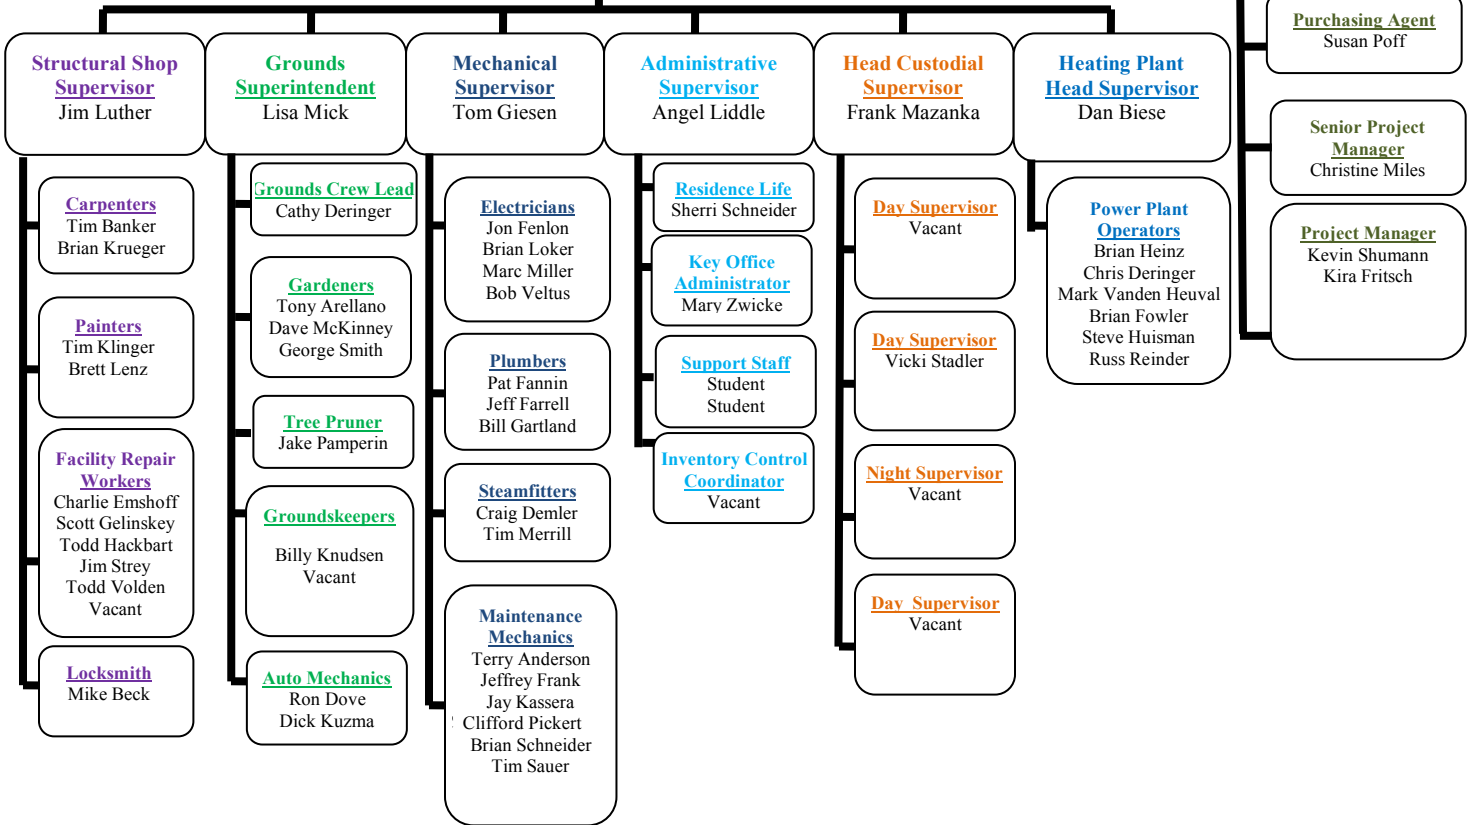 Structural Shop
Supervisor
Jim Luther
Carpenters
Tim Banker
Brian Krueger
Painters
Tim Klinger
Brett Lenz
Facility Repair
Workers
Charlie Emshoff
Scott Gelinskey
Todd Hackbart
Jim Strey
Todd Volden
Vacant
Locksmith
Mike Beck
Grounds
Superintendent
Lisa Mick
Grounds Crew Lead
Cathy Deringer
Gardeners
Tony Arellano
Dave McKinney
George Smith
Tree Pruner
Jake Pamperin
Groundskeepers
Billy Knudsen
Vacant
Auto Mechanics
Ron Dove
Dick Kuzma
Mechanical
Supervisor
Tom Giesen
Electricians
Jon Fenlon
Brian Loker
Marc Miller
Bob Veltus
Plumbers
Pat Fannin
Jeff Farrell
Bill Gartland
Steamfitters
Craig Demler
Tim Merrill
Maintenance
Mechanics
Terry Anderson
Jeffrey Frank
Jay Kassera
Clifford Pickert
Brian Schneider
Tim Sauer
Administrative
Supervisor
Angel Liddle
Residence Life
Sherri Schneider
Key Office
Administrator
Mary Zwicke
Support Staff
Student
Student
Inventory Control
Coordinator
Vacant
Head Custodial
Supervisor
Frank Mazanka
Day Supervisor
Vacant
Day Supervisor
Vicki Stadler
Night Supervisor
Vacant
Day Supervisor
Vacant
Heating Plant
Head Supervisor
Dan Biese
Power Plant
Operators
Brian Heinz
Chris Deringer
Mark Vanden Heuval
Brian Fowler
Steve Huisman
Russ Reinder
Purchasing Agent
Susan Poff
Senior Project
Manager
Christine Miles
Project Manager
Kevin Shumann
Kira Fritsch